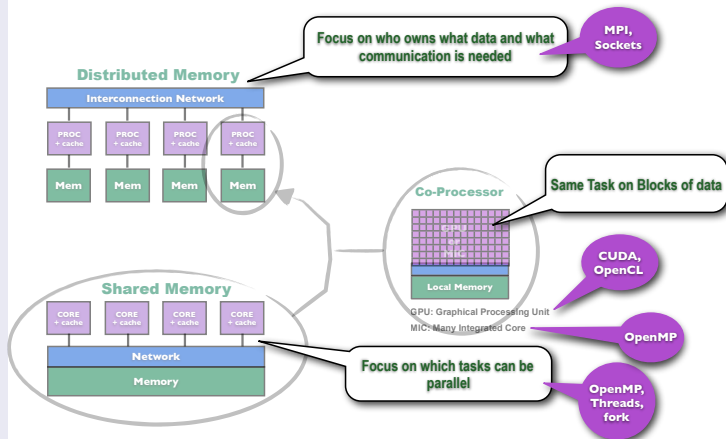 Focus on who owns what data and what
communication is needed
MPI,
Sockets
Distributed Memory
Interconnection Network
PROC
+ cache
PROC
+ cache
PROC
+ cache
PROC
+ cache
Mem
Mem
Mem
Mem
Co-Processor
Same Task on Blocks of data
GPU
or
MIC
Local Memory
CUDA,
OpenCL
GPU: Graphical Processing Unit
MIC: Many Integrated Core
OpenMP
Shared Memory
CORE
+ cache
CORE
+ cache
CORE
+ cache
CORE
+ cache
Network
Memory
Focus on which tasks can be
parallel
OpenMP,
Threads,
fork